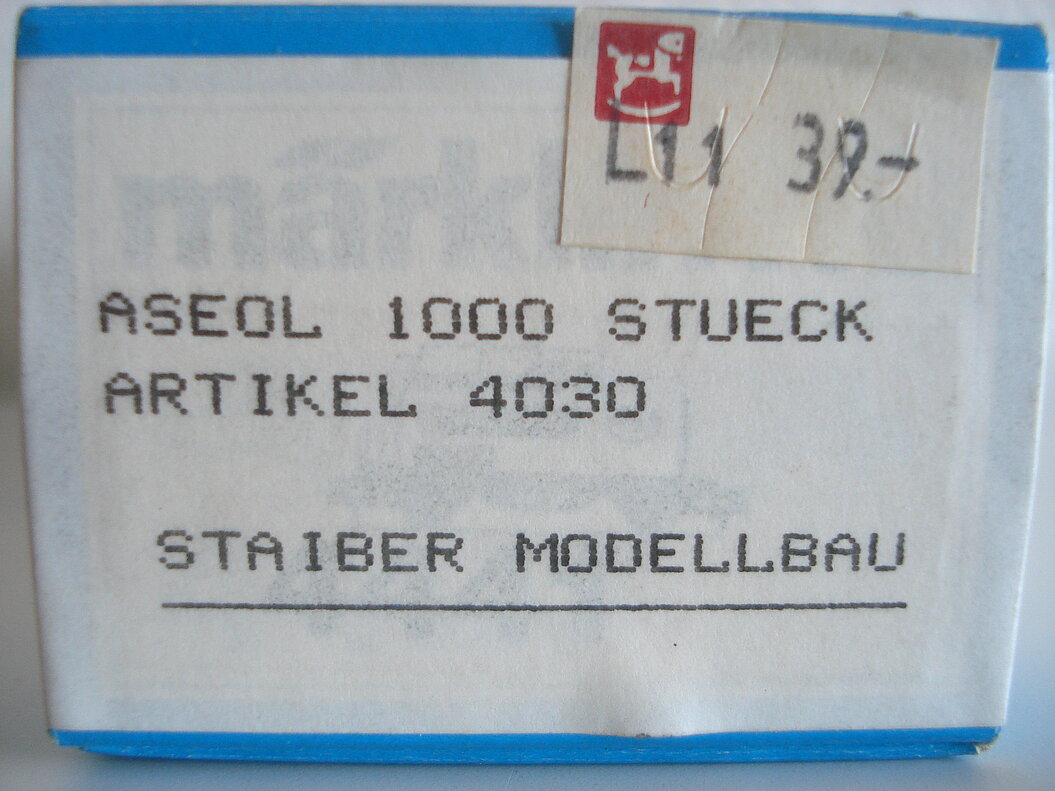 L11 39.-
ASEOL 1000 STUECK
ARTIKEL 4030
STAIBER MODELLBAU